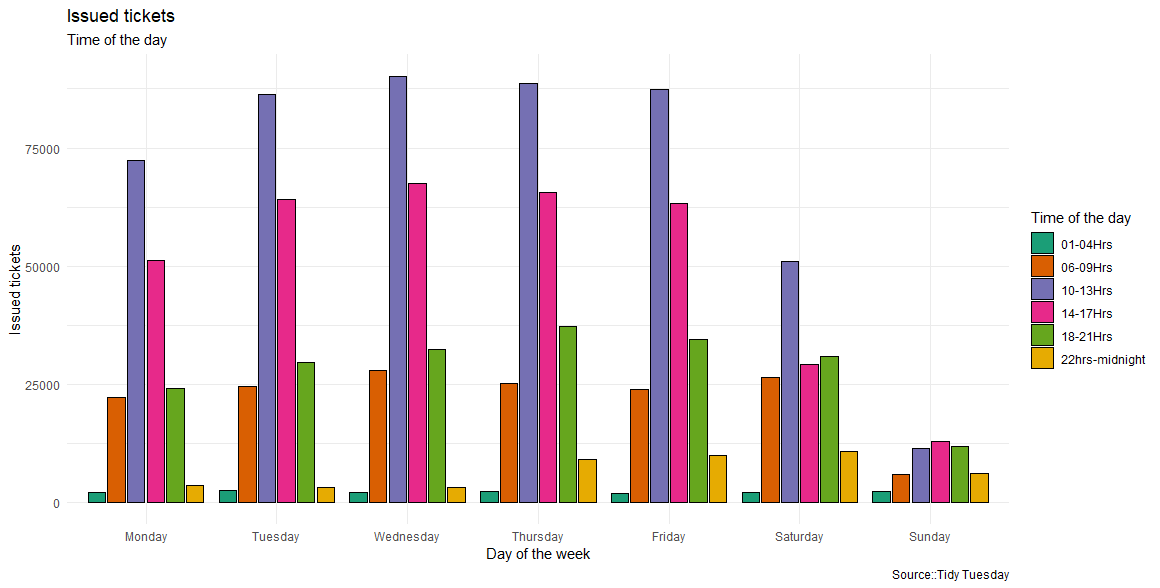 Issued tickets
Time of the day
75000
50000
25000
0
Issued tickets
Monday
Tuesday
Wednesday
Thursday
Friday
Saturday
Sunday
Day of the week
Time of the day
01-04Hrs
06-09Hrs
10-13Hrs
14-17Hrs
18-21Hrs
22hrs-midnight
Source::Tidy Tuesday